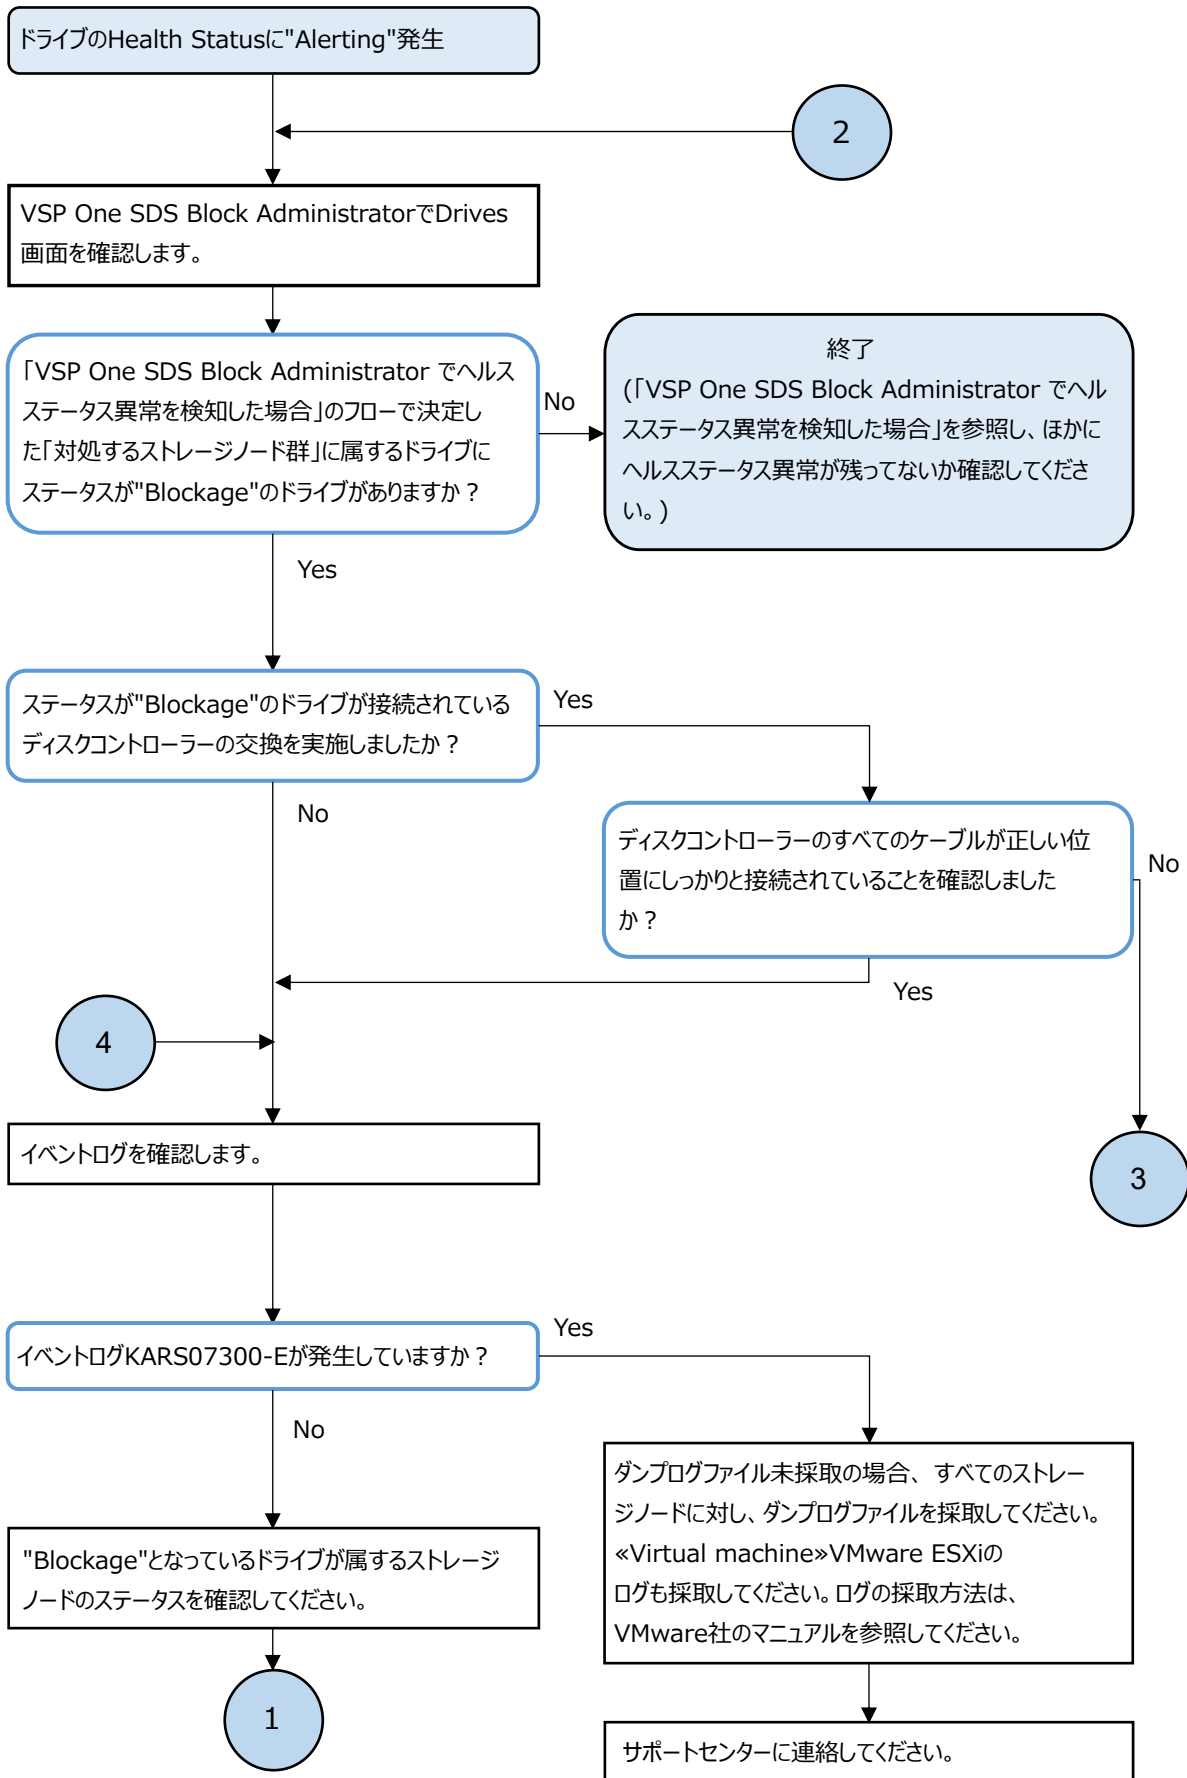 ドライブのHealth Statusに"Alerting"発生
2
VSP One SDS Block AdministratorでDrives
画面を確認します。
「VSP One SDS Block Administrator でヘルス
ステータス異常を検知した場合」のフローで決定し
た「対処するストレージノード群」に属するドライブに
ステータスが"Blockage"のドライブがありますか？
No
終了
(「VSP One SDS Block Administrator でヘル
スステータス異常を検知した場合」を参照し、ほかに
ヘルスステータス異常が残ってないか確認してくださ
い。)
Yes
ステータスが"Blockage"のドライブが接続されている
ディスクコントローラーの交換を実施しましたか？
Yes
No
ディスクコントローラーのすべてのケーブルが正しい位
置にしっかりと接続されていることを確認しました
か？
No
Yes
4
イベントログを確認します。
3
イベントログKARS07300-Eが発生していますか？
Yes
No
ダンプログファイル未採取の場合、すべてのストレー
ジノードに対し、ダンプログファイルを採取してください。
«Virtual machine»VMware ESXiの
ログも採取してください。ログの採取方法は、
VMware社のマニュアルを参照してください。
"Blockage"となっているドライブが属するストレージ
ノードのステータスを確認してください。
1
サポートセンターに連絡してください。